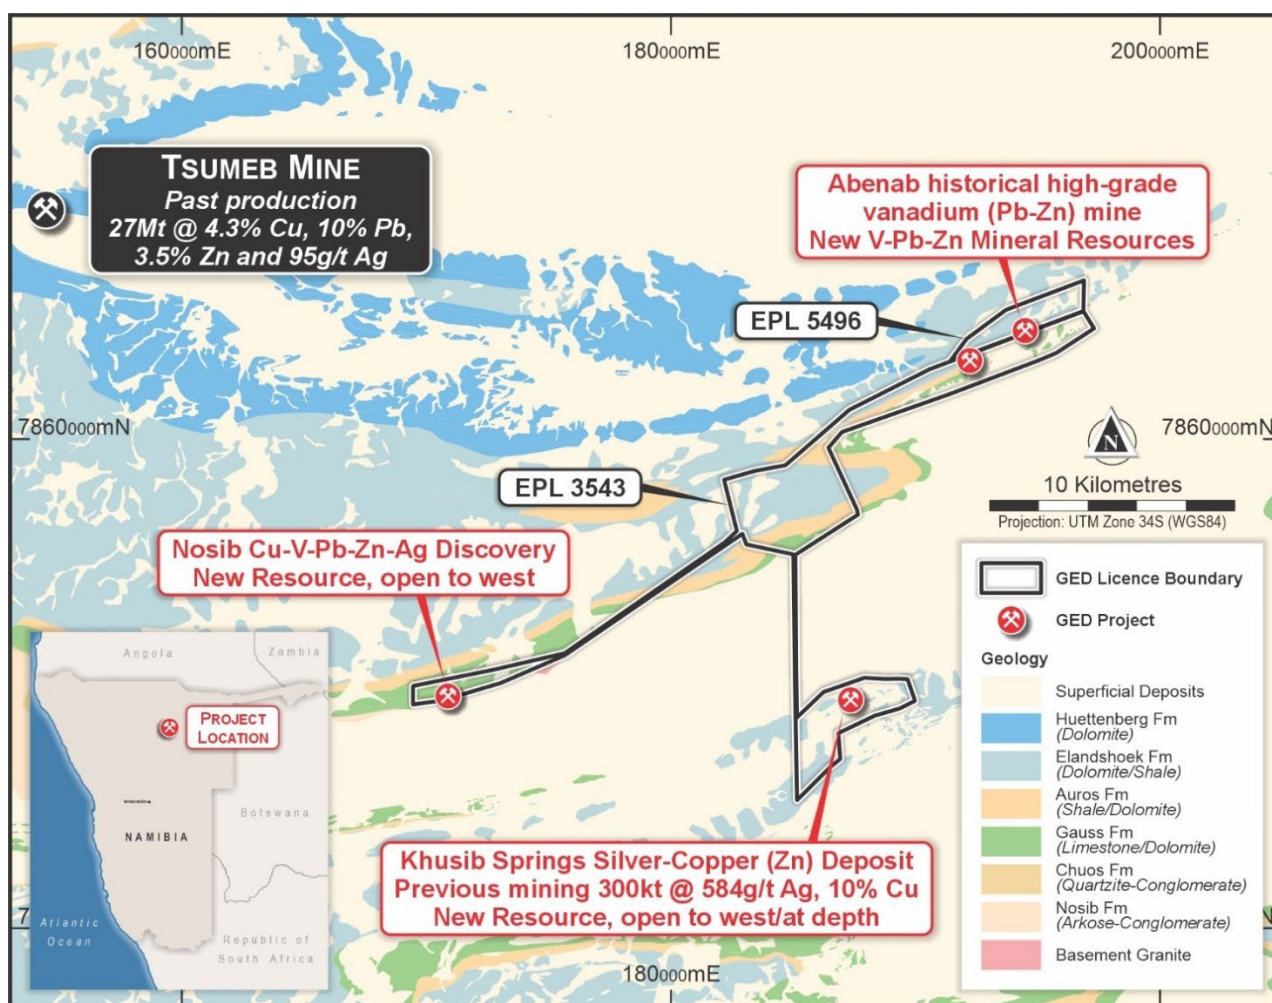 160000mE
180000mE
200000mE
TSUMEB MINE
Past production
27Mt @ 4.3% Cu, 10% Pb,
3.5% Zn and 95g/t Ag
Abenab historical high-grade
vanadium (Pb-Zn) mine
New V-Pb-Zn Mineral Resources
EPL 5496
7860000mN
7860000mN
N
EPL 3543
10 Kilometres
Projection: UTM Zone 34S (WGS84)
Nosib Cu-V-Pb-Zn-Ag Discovery
New Resource, open to west
GED Licence Boundary
GED Project
Geology
Superficial Deposits
Huettenberg Fm
(Dolomite)
Elandshoek Fm
(Dolomite/Shale)
Auros Fm
(Shale/Dolomite)
Gauss Fm
(Limestone/Dolomite)
Chuos Fm
(Quartzite-Conglomerate)
Nosib Fm
(Arkose-Conglomerate)
Basement Granite
Angola
Zambia
PROJECT
LOCATION
WINDHOEK
NAMIBIA
Botswana
Atlantic
Ocean
Republic of
South Africa
Khusib Springs Silver-Copper (Zn) Deposit
Previous mining 300kt @ 584g/t Ag, 10% Cu
New Resource, open to west/at depth
7
180000mE